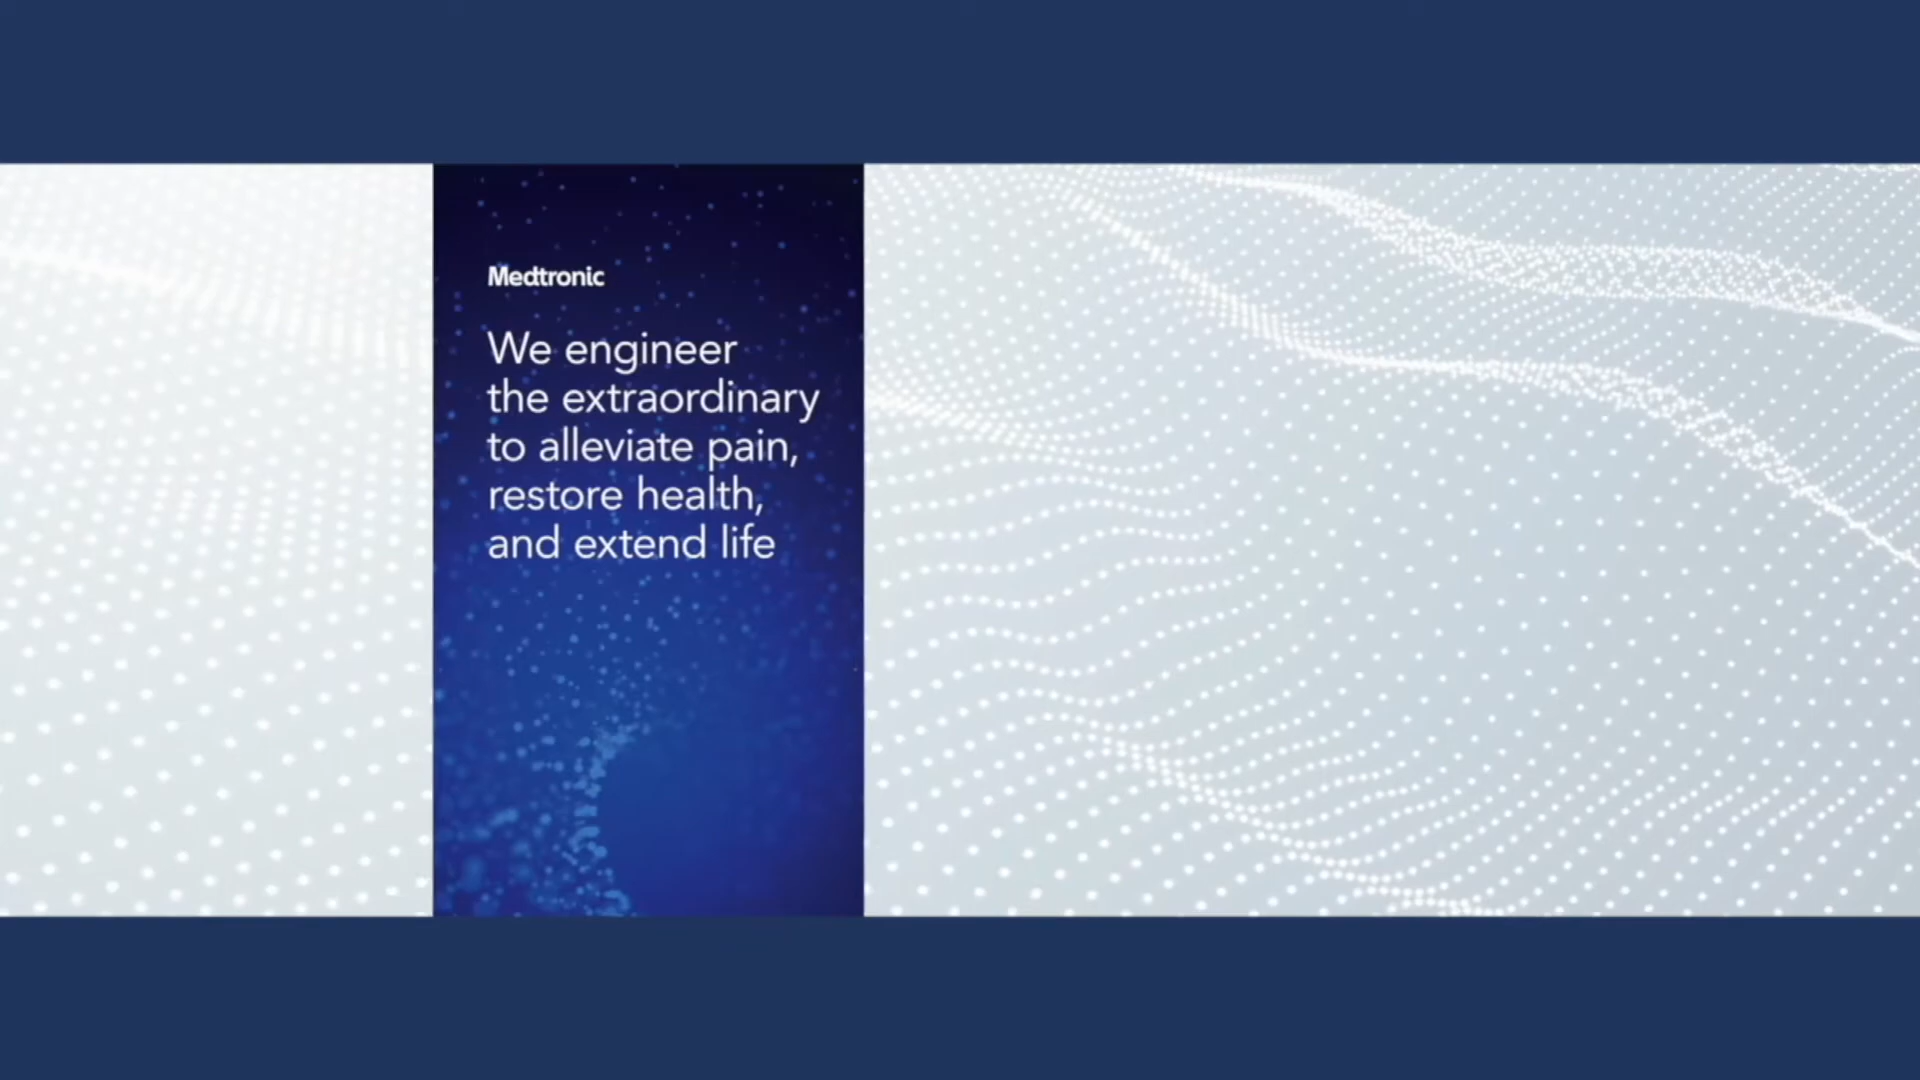 Medtronic
We engineer
the extraordinary
to alleviate pain,
restore health,
and extend life